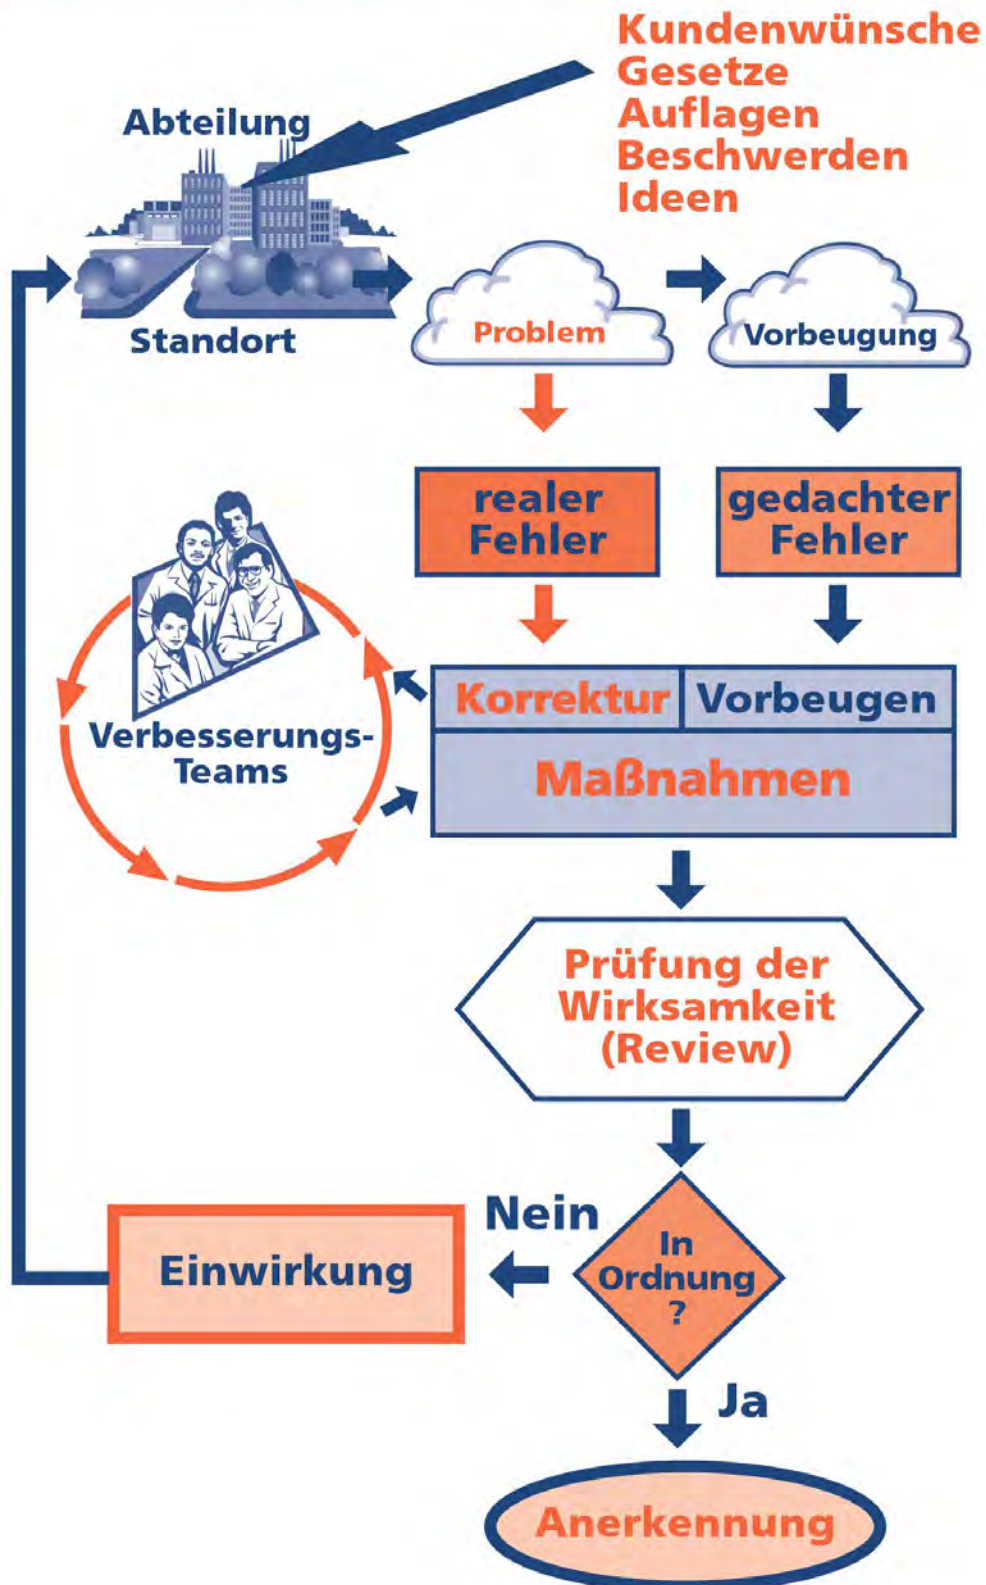 Kundenwünsche
Gesetze
Auflagen
Beschwerden
Ideen
Abteilung
Standort
Problem
Vorbeugung
realer
Fehler
gedachter
Fehler
Verbesserungs-
Teams
Korrektur
Vorbeugen
Maßnahmen
Prüfung der
Wirksamkeit
(Review)
In
Ordnung
?
Nein
Einwirkung
Ja
Anerkennung